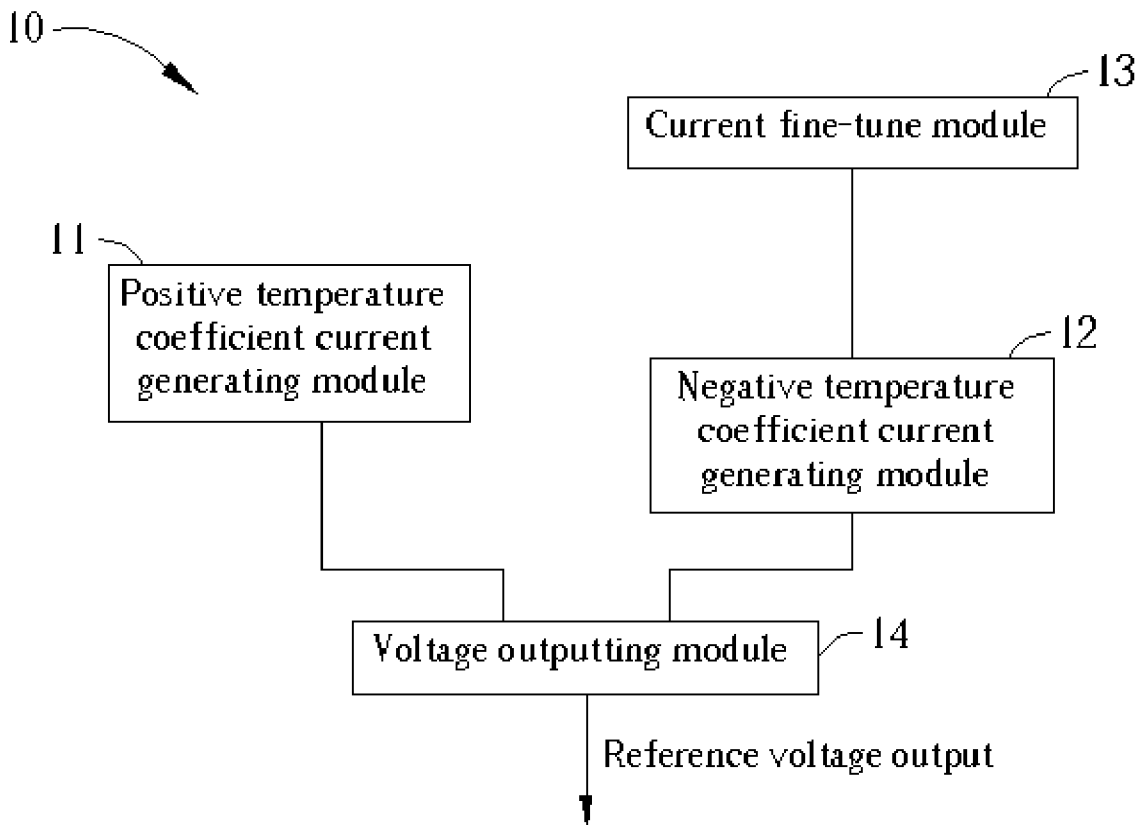 10
13
Current fine-tune module
11
Positive temperature
coefficient current
generating module
12
Negative temperature
coefficient current
generating module
Voltage outputting module
14
Reference voltage output